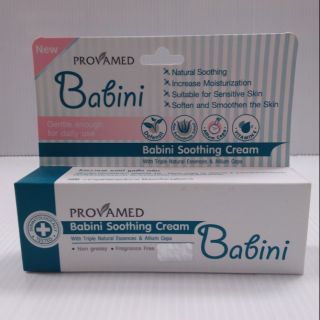 New
PROVAMED
Babini
Gentle enough
for daily use
Natural Soothing
Increase Moisturization
Suitable for Sensitive Skin
Soften and Smoothen the Skin
Babini Soothing Cream
With Triple Natural Essences & Allium Cepa
PROVAMED
Babini Soothing Cream
With Triple Natural Essences & Allium Cepa
• Non greasy • Fragrance Free
Babini